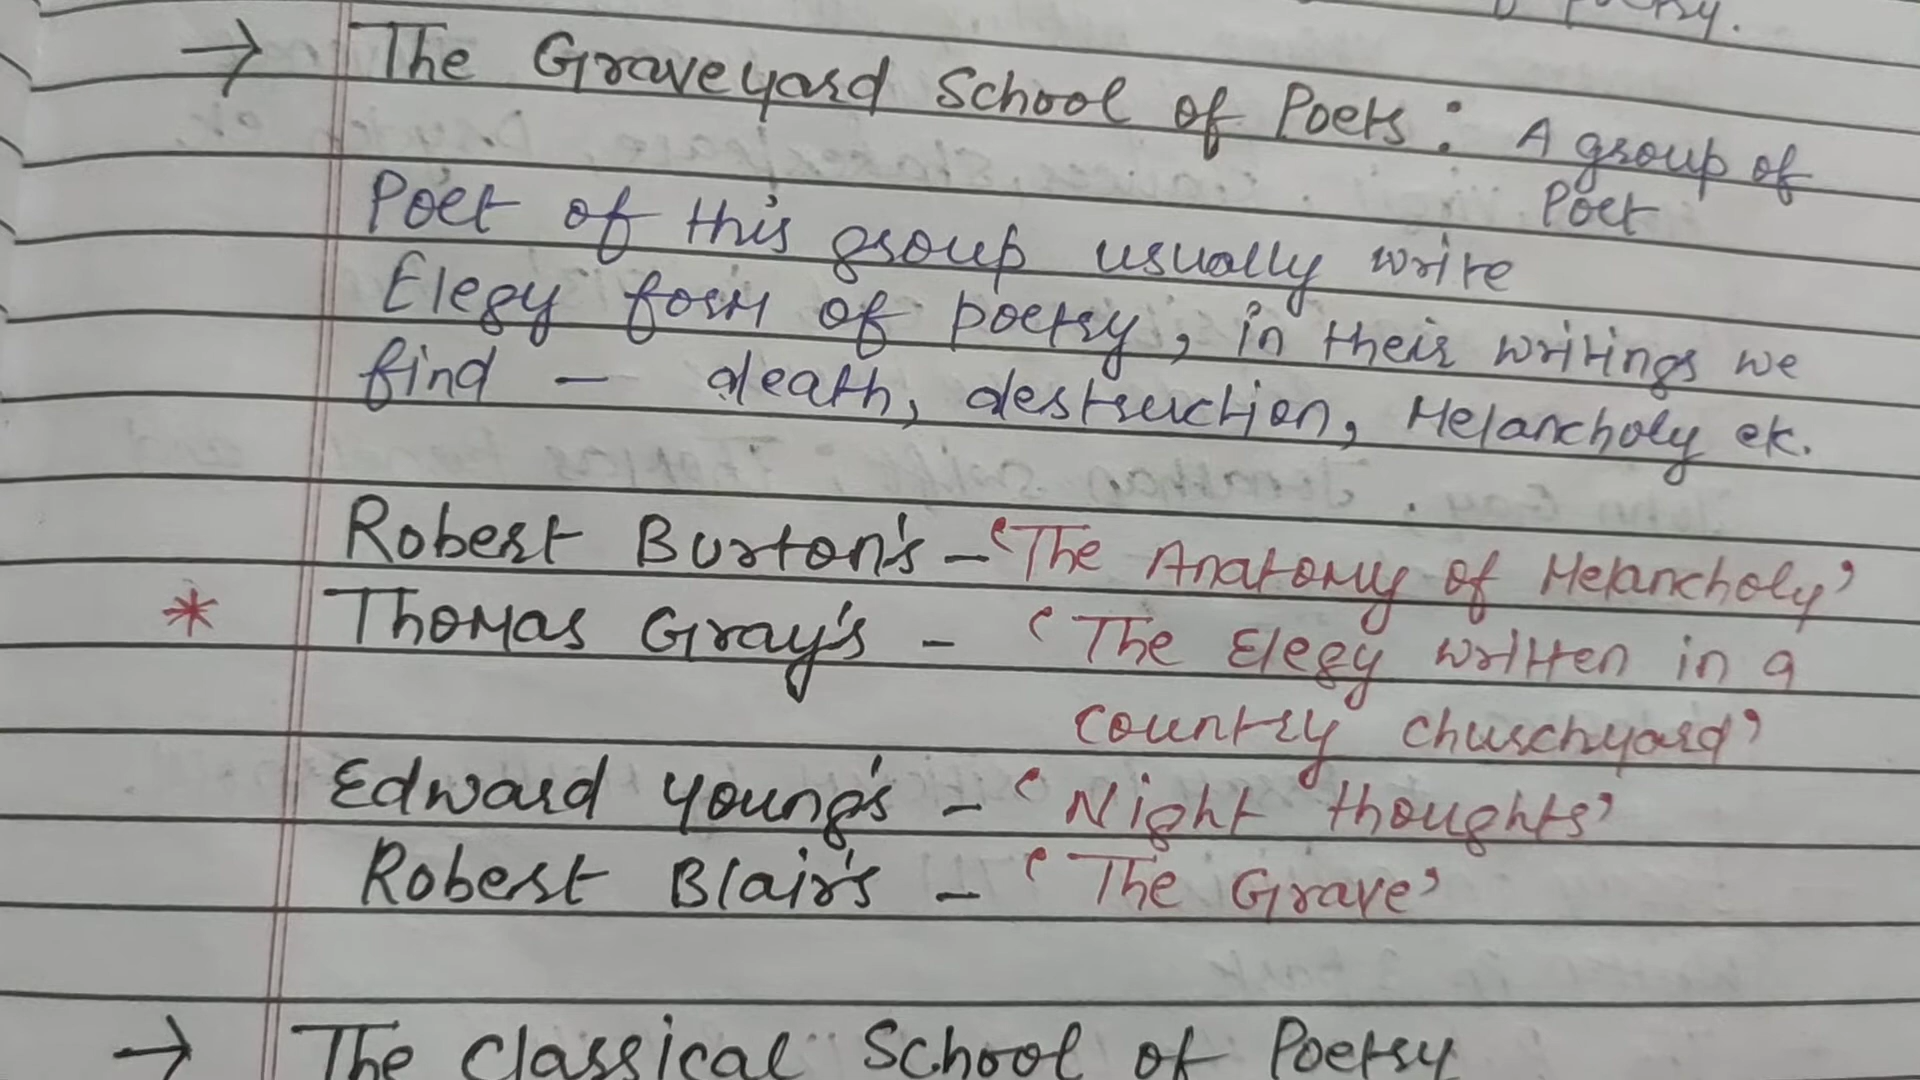 → The Graveyard School of Poets : A group of
Poet
Poet of this group usually write
Elegy form of poetry, in their writings we
find - death, destruction, Melancholy etc.
Robert Burton's - 'The Anatomy of Melancholy'
* Thomas Gray's - 'The Elegy written in a
country churchyard'
Edward Young's - 'Night thoughts'
Robert Blair's - 'The Grave'
→ The Classical School of Poetry